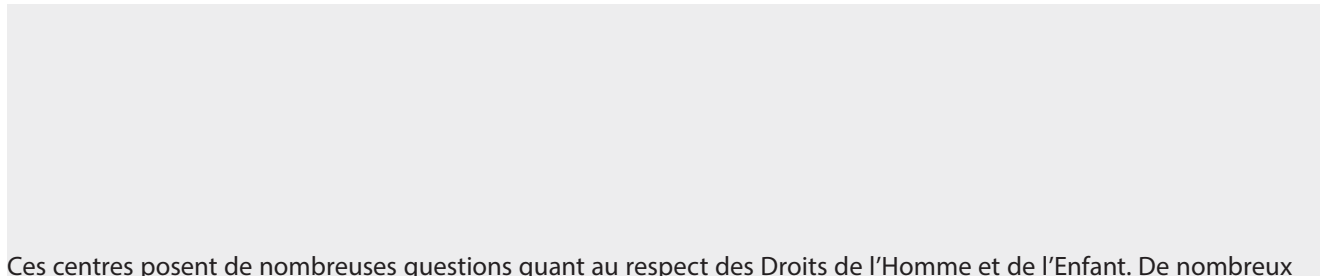 Ces centres posent de nombreuses questions quant au respect des Droits de l’Homme et de l’Enfant. De nombreux